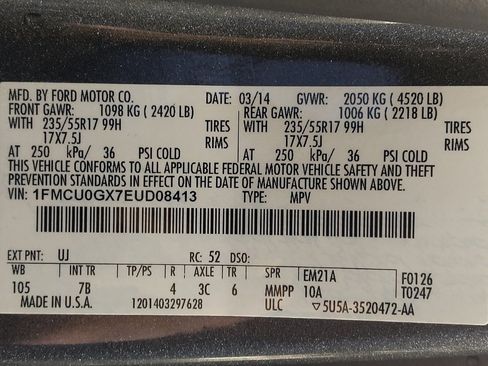 MFD. BY FORD MOTOR CO. DATE: 03/14 GVWR: 2050 KG ( 4520 LB)
FRONT GAWR: 1098 KG ( 2420 LB) REAR GAWR: 1006 KG ( 2218 LB)
WITH 235/55R17 99H TIRES WITH 235/55R17 99H TIRES
17X7.5J RIMS 17X7.5J RIMS
AT 250 kPa/ 36 PSI COLD AT 250 kPa/ 36 PSI COLD
THIS VEHICLE CONFORMS TO ALL APPLICABLE FEDERAL MOTOR VEHICLE SAFETY AND THEFT
PREVENTION STANDARDS IN EFFECT ON THE DATE OF MANUFACTURE SHOWN ABOVE.
VIN: 1FMCU0GX7EUD08413 TYPE: MPV
EXT PNT: UJ RC: 52 DSO:
WB INT TR TP/PS R AXLE TR SPR EM21A F0126
105 7B 4 3C 6 MMPP 10A T0247
MADE IN U.S.A. 1201403297628 ULC 5U5A-3520472-AA